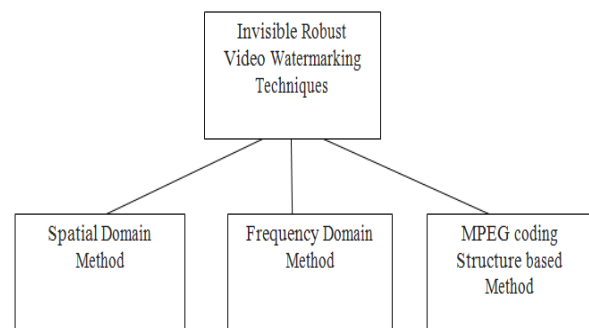 Invisible Robust
Video Watermarking
Techniques
Spatial Domain
Method
Frequency Domain
Method
MPEG coding
Structure based
Method